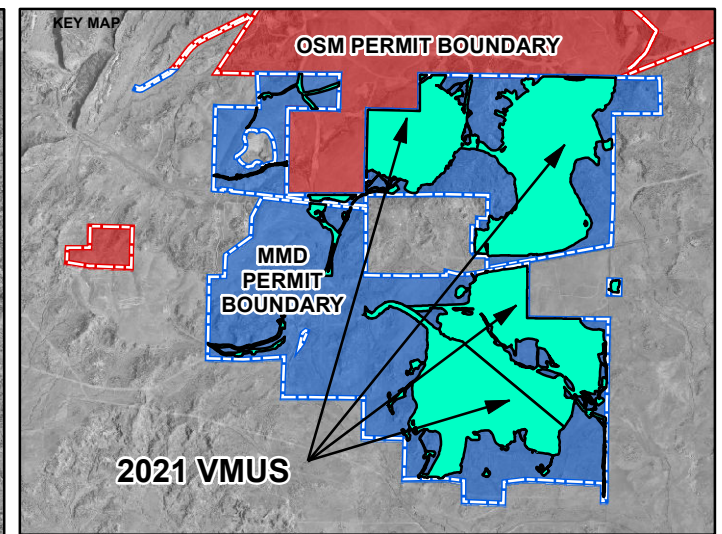 KEY MAP
OSM PERMIT BOUNDARY
MMD
PERMIT
BOUNDARY
2021 VMUS